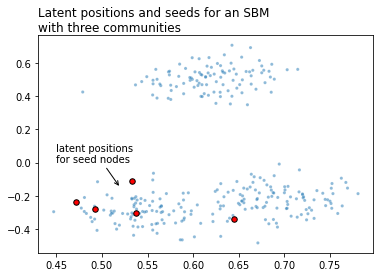 Latent positions and seeds for an SBM
with three communities
0.6
0.4
0.2
0.0
−0.2
−0.4
latent positions
for seed nodes
0.45 0.50 0.55 0.60 0.65 0.70 0.75